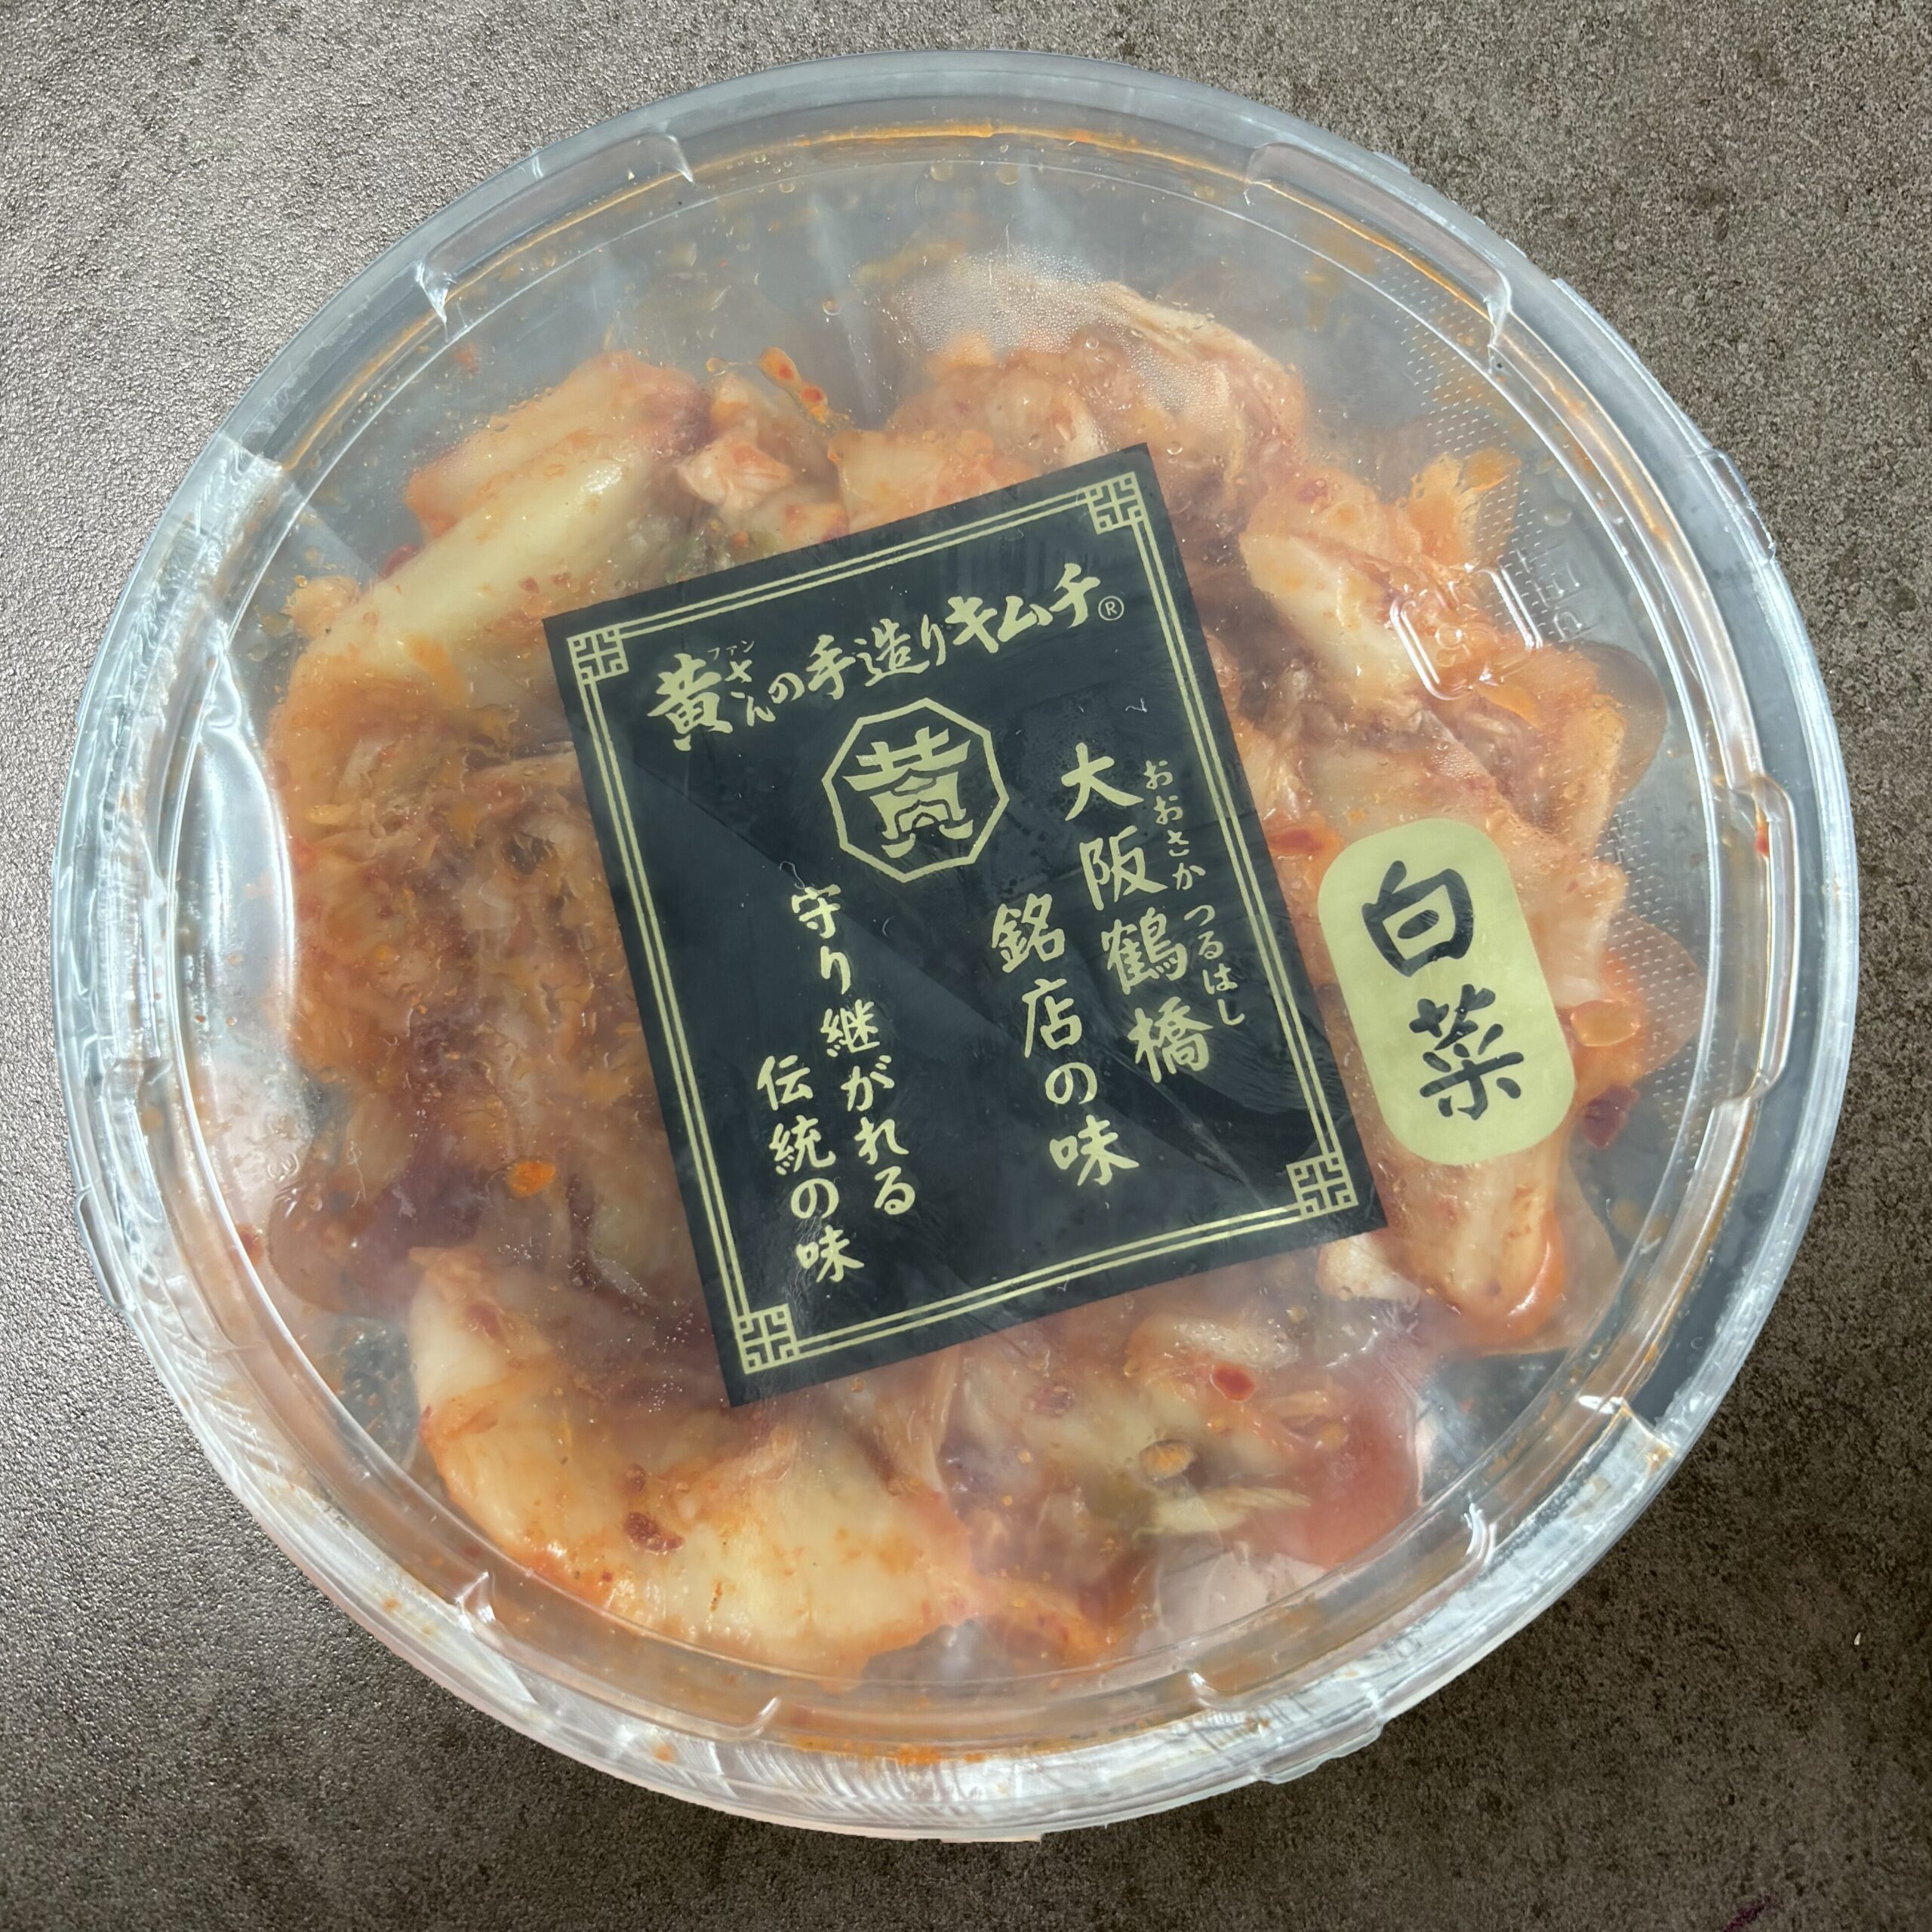 黄さんの手造りキムチ®
ファン
黄
大阪鶴橋
おおさか つるはし
銘店の味
守り継がれる
伝統の味
白菜